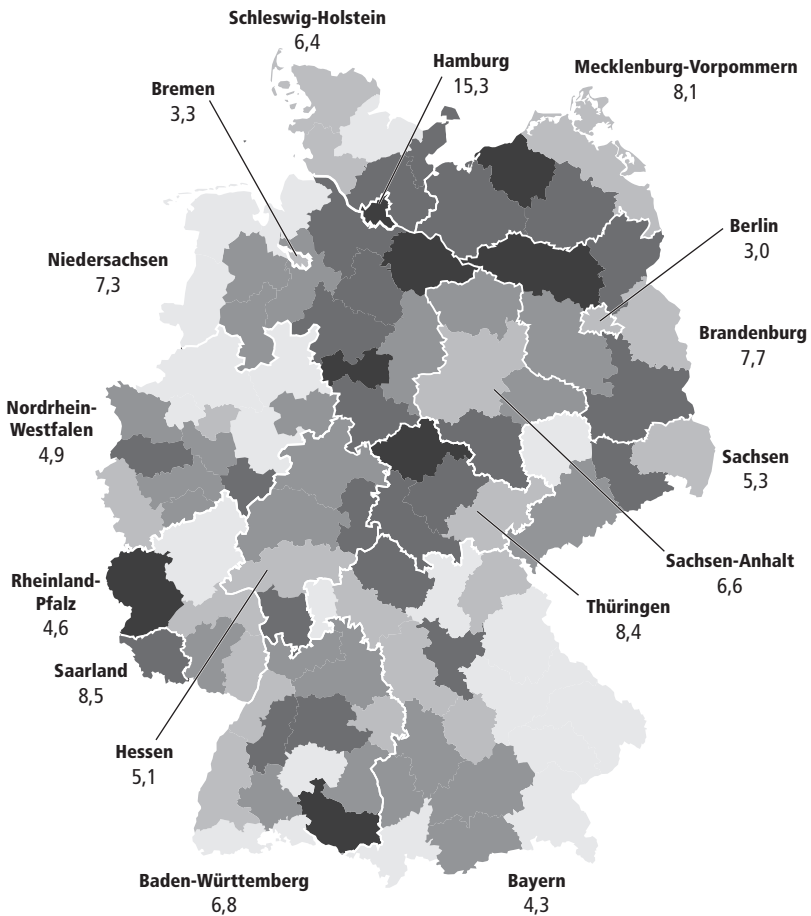 Schleswig-Holstein
6,4
Hamburg
15,3
Mecklenburg-Vorpommern
8,1
Bremen
3,3
Berlin
3,0
Niedersachsen
7,3
Brandenburg
7,7
Nordrhein-
Westfalen
4,9
Sachsen
5,3
Sachsen-Anhalt
6,6
Rheinland-
Pfalz
4,6
Thüringen
8,4
Saarland
8,5
Hessen
5,1
Baden-Württemberg
6,8
Bayern
4,3